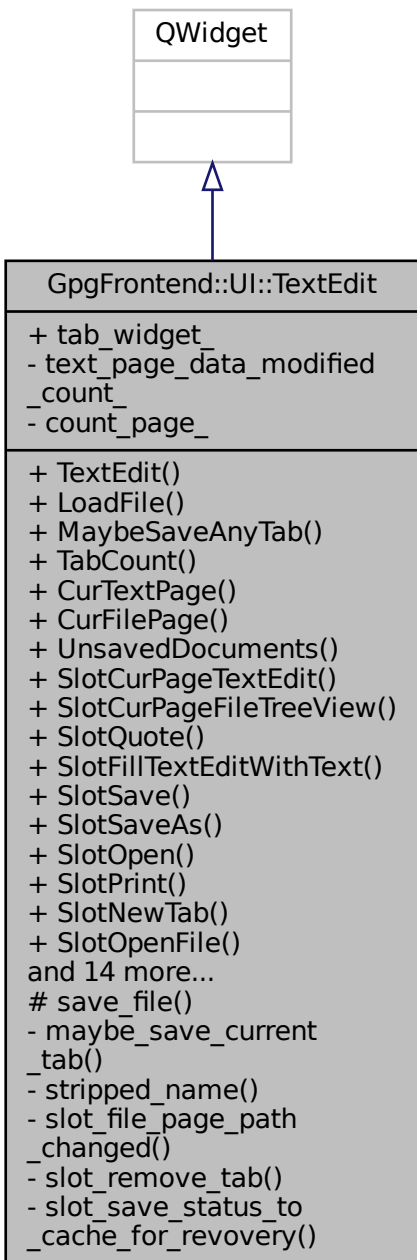 QWidget
GpgFrontend::UI::TextEdit
+ tab_widget_
- text_page_data_modified
_count_
- count_page_
+ TextEdit()
+ LoadFile()
+ MaybeSaveAnyTab()
+ TabCount()
+ CurTextPage()
+ CurFilePage()
+ UnsavedDocuments()
+ SlotCurPageTextEdit()
+ SlotCurPageFileTreeView()
+ SlotQuote()
+ SlotFillTextEditWithText()
+ SlotSave()
+ SlotSaveAs()
+ SlotOpen()
+ SlotPrint()
+ SlotNewTab()
+ SlotOpenFile()
and 14 more...
# save_file()
- maybe_save_current
_tab()
- stripped_name()
- slot_file_page_path
_changed()
- slot_remove_tab()
- slot_save_status_to
_cache_for_revovery()